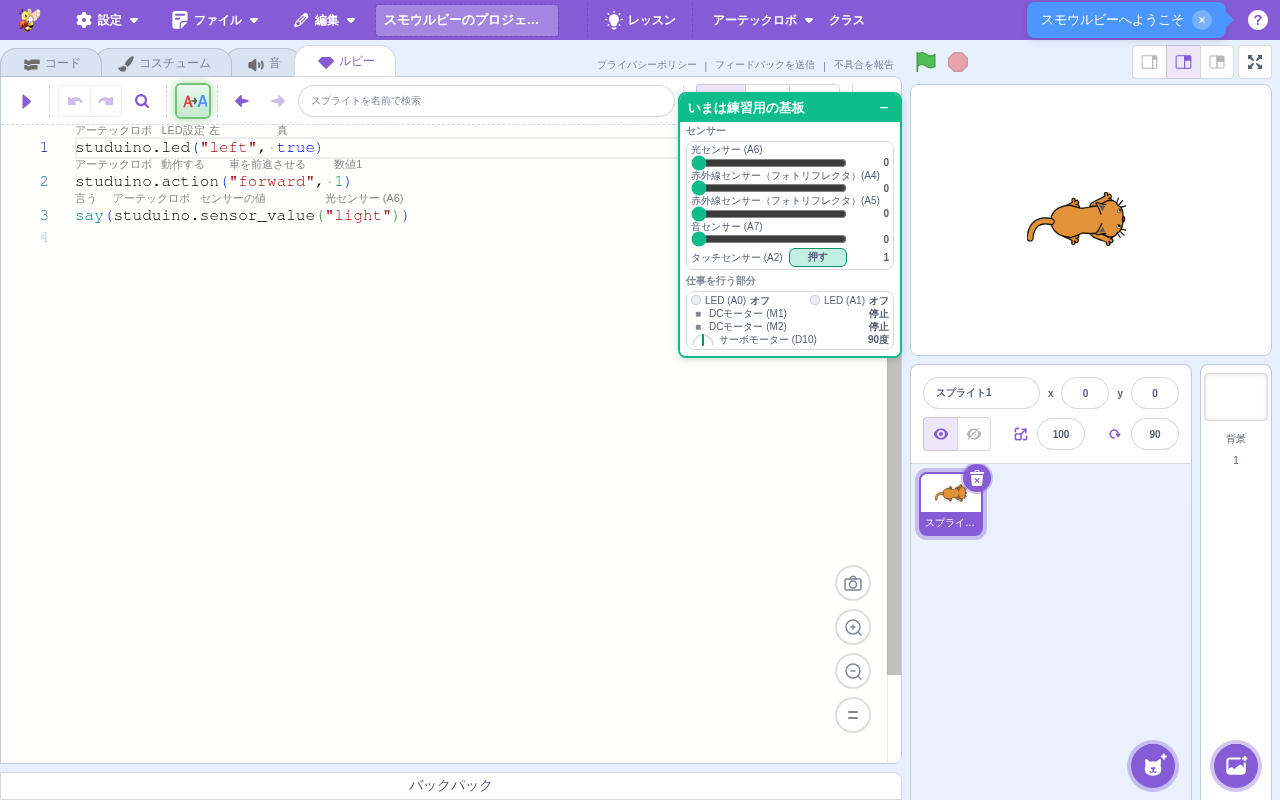 設定
ファイル
編集
スモウルビーのプロジェ…
レッスン
アーテックロボ
クラス
スモウルビーへようこそ
コード
コスチューム
音
ルビー
プライバシーポリシー | フィードバックを送信 | 不具合を報告
スプライトを名前で検索
アーテックロボ LED設定 左 真
1 studuino.led("left", true)
アーテックロボ 動作する 車を前進させる 数値1
2 studuino.action("forward", 1)
言う アーテックロボ センサーの値 光センサー (A6)
3 say(studuino.sensor_value("light"))
4
いまは練習用の基板 −
センサー
光センサー (A6)
0
赤外線センサー（フォトリフレクタ）(A4)
0
赤外線センサー（フォトリフレクタ）(A5)
0
音センサー (A7)
0
タッチセンサー (A2) 押す 1
仕事を行う部分
LED (A0) オフ LED (A1) オフ
DCモーター (M1) 停止
DCモーター (M2) 停止
サーボモーター (D10) 90度
スプライト1 x 0 y 0
100 90
スプライ…
背景
1
バックパック